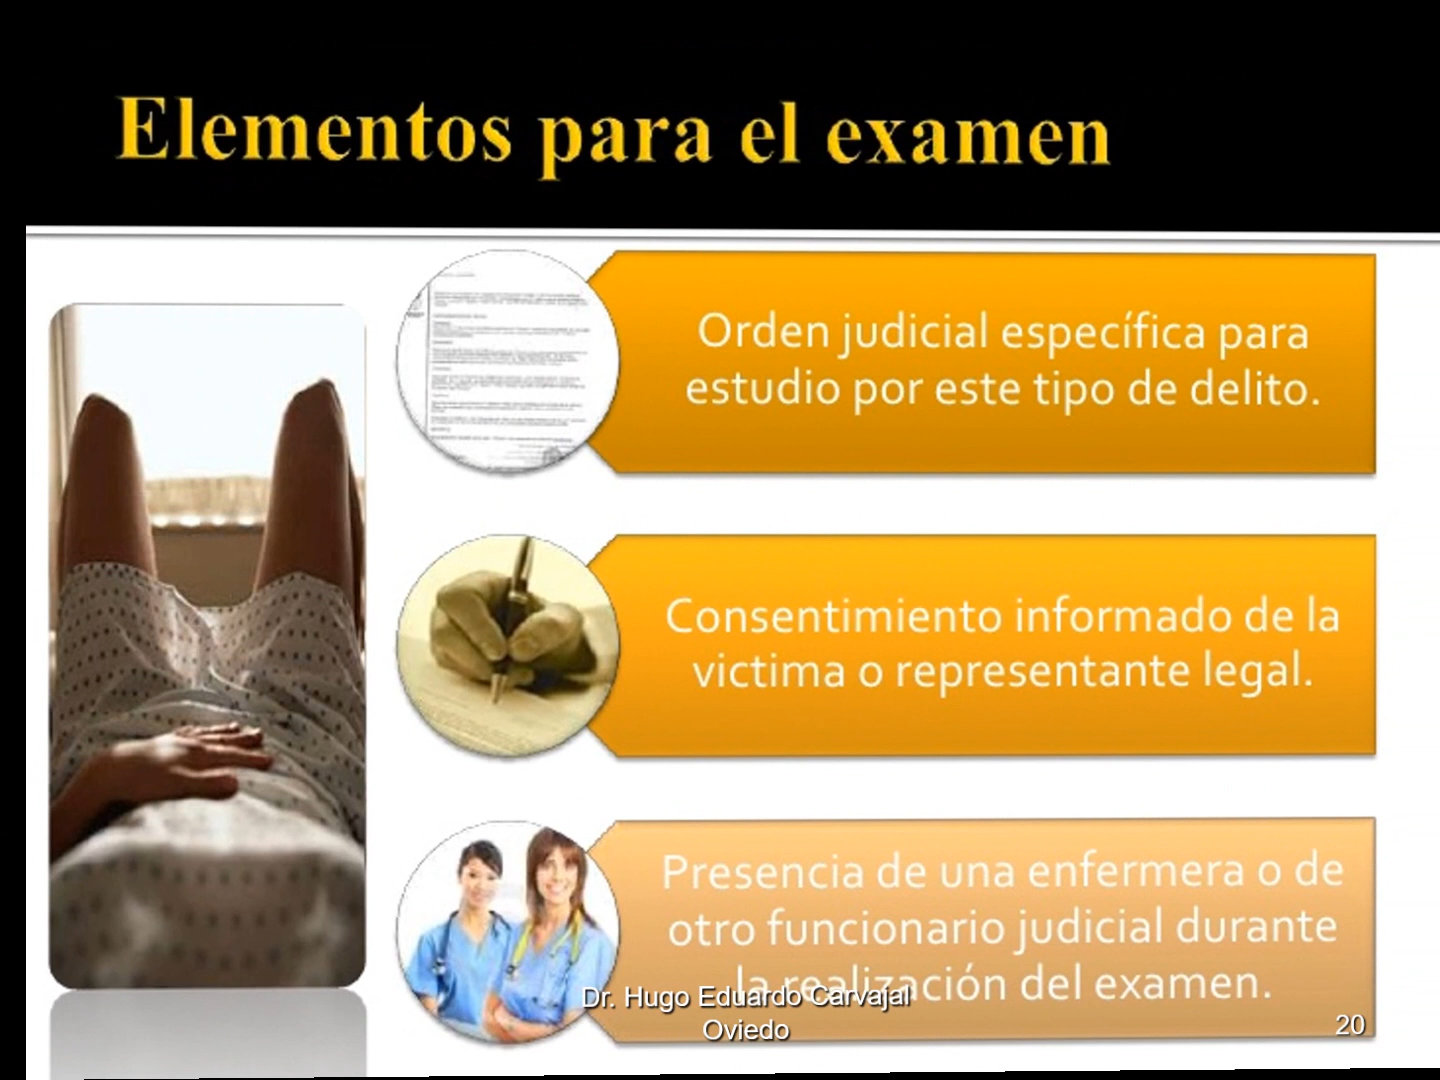 Elementos para el examen
Orden judicial específica para
estudio por este tipo de delito.
Consentimiento informado de la
victima o representante legal.
Presencia de una enfermera o de
otro funcionario judicial durante
la realización del examen.
Dr. Hugo Eduardo Carvajal
Oviedo
20